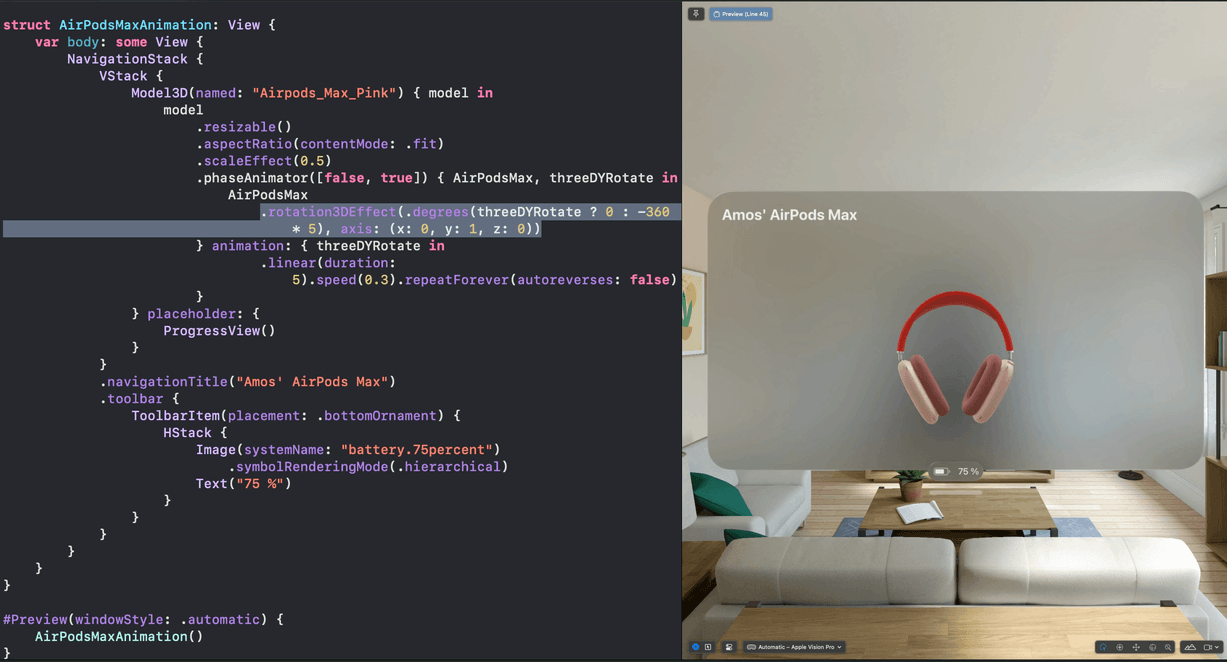 struct AirPodsMaxAnimation: View {
var body: some View {
NavigationStack {
VStack {
Model3D(named: "Airpods_Max_Pink") { model in
model
.resizable()
.aspectRatio(contentMode: .fit)
.scaleEffect(0.5)
.phaseAnimator([false, true]) { AirPodsMax, threeDYRotate in
AirPodsMax
.rotation3DEffect(.degrees(threeDYRotate ? 0 : -360
* 5), axis: (x: 0, y: 1, z: 0))
} animation: { threeDYRotate in
.linear(duration:
5).speed(0.3).repeatForever(autoreverses: false)
}
} placeholder: {
ProgressView()
}
}
.navigationTitle("Amos' AirPods Max")
.toolbar {
ToolbarItem(placement: .bottomOrnament) {
HStack {
Image(systemName: "battery.75percent")
.symbolRenderingMode(.hierarchical)
Text("75 %")
}
}
}
}
}
}
#Preview(windowStyle: .automatic) {
AirPodsMaxAnimation()
}
Preview (Line 45)
Amos' AirPods Max
75 %
Automatic – Apple Vision Pro